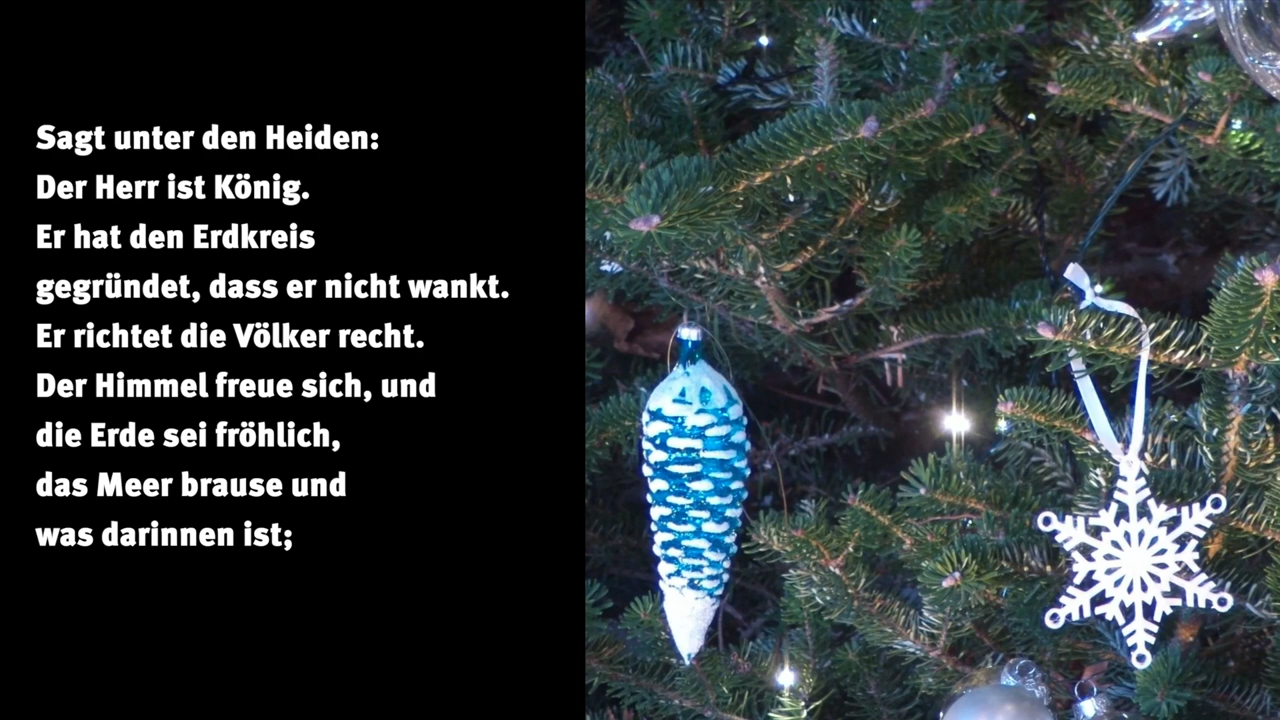 Sagt unter den Heiden:
Der Herr ist König.
Er hat den Erdkreis
gegründet, dass er nicht wankt.
Er richtet die Völker recht.
Der Himmel freue sich, und
die Erde sei fröhlich,
das Meer brause und
was darinnen ist;